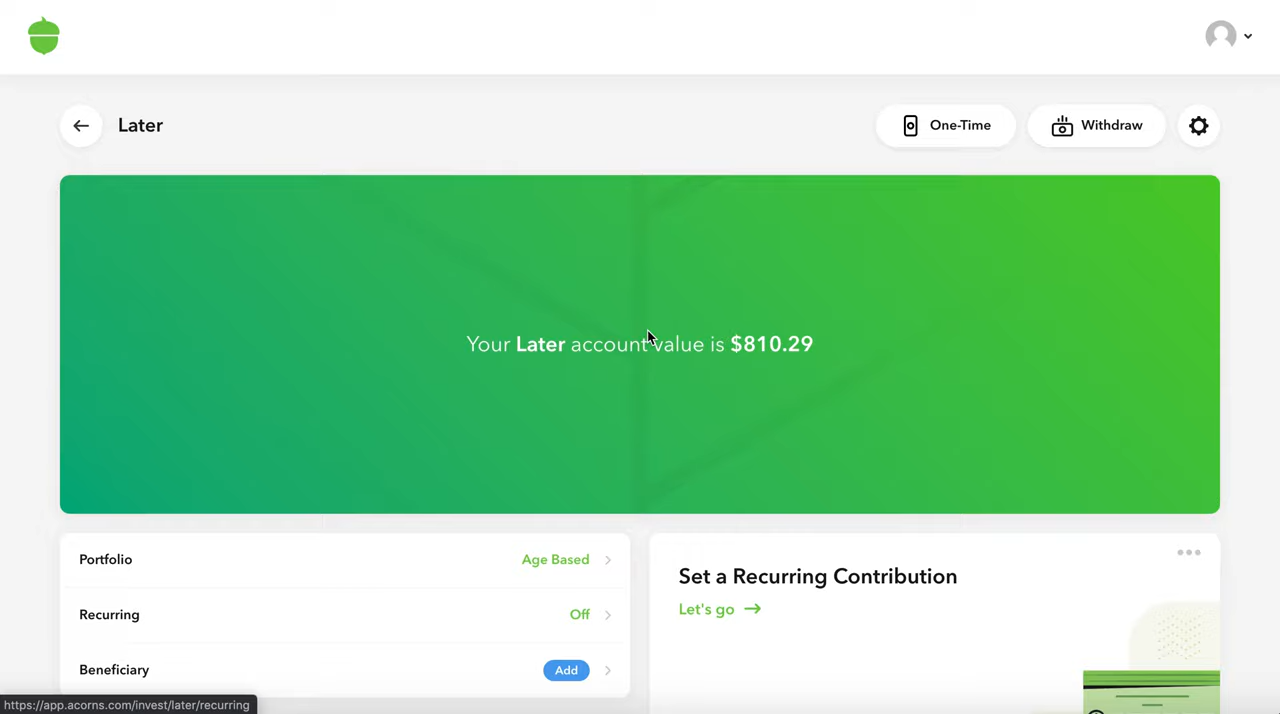 Later
One-Time
Withdraw
Your Later account value is $810.29
Portfolio
Age Based
Recurring
Off
Beneficiary
Add
Set a Recurring Contribution
Let's go
https://app.acorns.com/invest/later/recurring